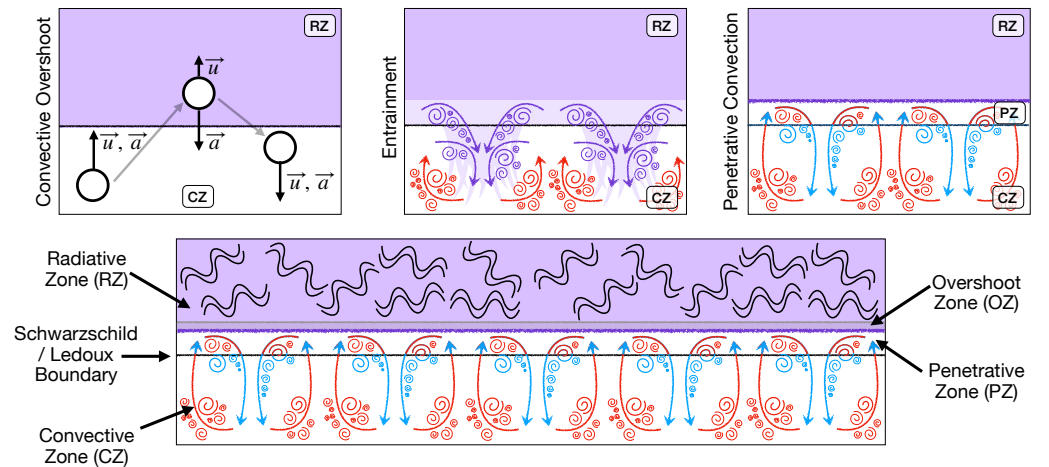 Convective Overshoot
RZ
u⃗
u⃗, a⃗
a⃗
u⃗, a⃗
CZ
Entrainment
RZ
CZ
Penetrative Convection
RZ
PZ
CZ
Radiative
Zone (RZ)
Schwarzschild
/ Ledoux
Boundary
Convective
Zone (CZ)
Overshoot
Zone (OZ)
Penetrative
Zone (PZ)